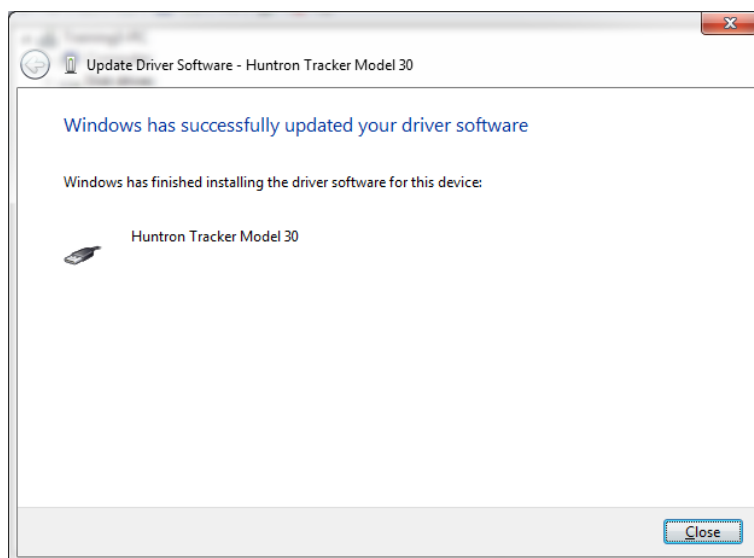 Update Driver Software - Huntron Tracker Model 30
Windows has successfully updated your driver software
Windows has finished installing the driver software for this device:
Huntron Tracker Model 30
Close